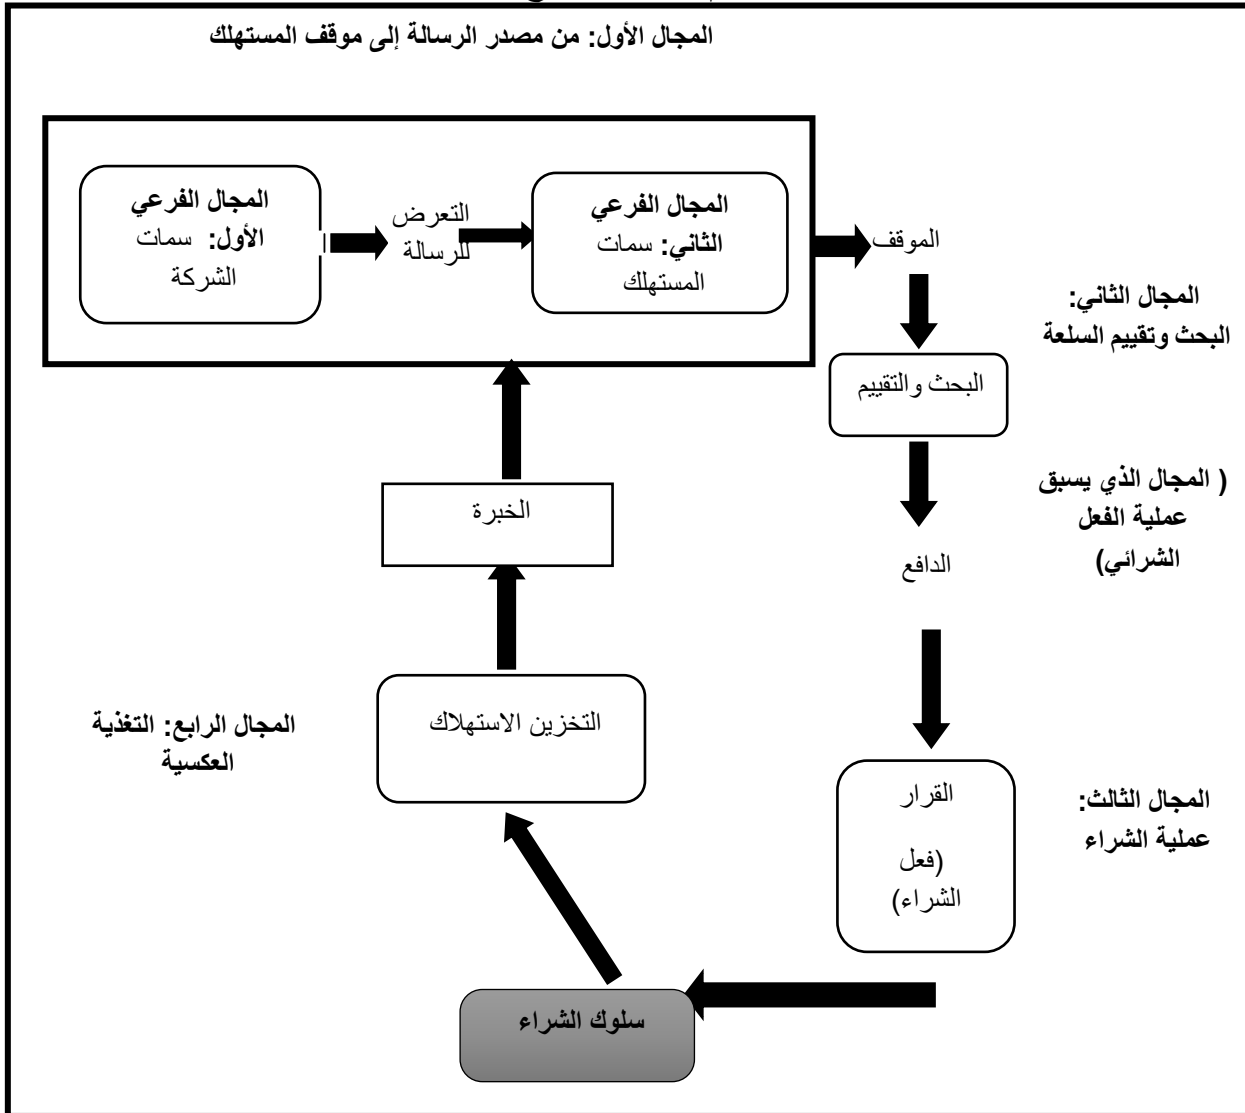 المجال الأول: من مصدر الرسالة إلى موقف المستهلك
المجال الفرعي
الأول: سمات
الشركة
التعرض
للرسالة
المجال الفرعي
الثاني: سمات
المستهلك
الموقف
المجال الثاني:
البحث وتقييم السلعة
البحث والتقييم
( المجال الذي يسبق
عملية الفعل
الشرائي)
الدافع
الخبرة
التخزين الاستهلاك
المجال الرابع: التغذية
العكسية
القرار
(فعل
الشراء)
المجال الثالث:
عملية الشراء
سلوك الشراء